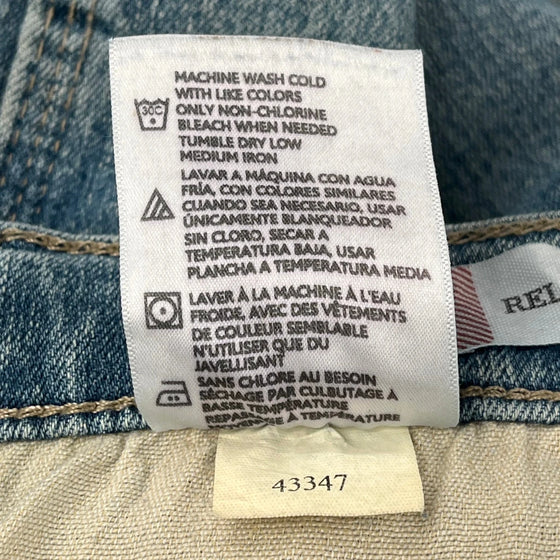 MACHINE WASH COLD
WITH LIKE COLORS
30C
ONLY NON-CHLORINE
BLEACH WHEN NEEDED
TUMBLE DRY LOW
MEDIUM IRON
LAVAR A MÁQUINA CON AGUA
FRÍA, CON COLORES SIMILARES
CUANDO SEA NECESARIO, USAR
ÚNICAMENTE BLANQUEADOR
SIN CLORO, SECAR A
TEMPERATURA BAJA, USAR
PLANCHA A TEMPERATURA MEDIA
LAVER À LA MACHINE À L'EAU
FROIDE, AVEC DES VÊTEMENTS
DE COULEUR SEMBLABLE
N'UTILISER QUE DU
JAVELLISANT
SANS CHLORE AU BESOIN
SÉCHAGE PAR CULBUTAGE À
BASSE TEMPÉRATURE
TEMPÉRATURE
REL
43347